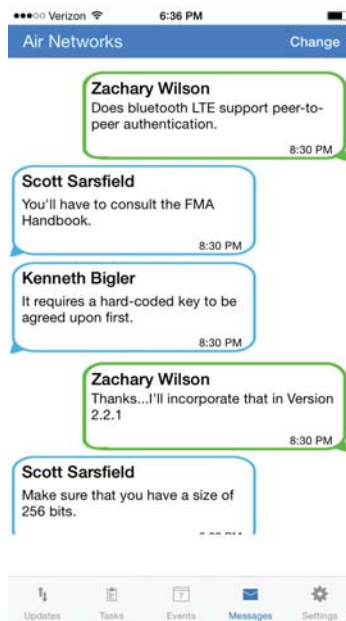 Verizon 6:36 PM
Air Networks Change
Zachary Wilson
Does bluetooth LTE support peer-to-
peer authentication.
8:30 PM
Scott Sarsfield
You'll have to consult the FMA
Handbook.
8:30 PM
Kenneth Bigler
It requires a hard-coded key to be
agreed upon first.
8:30 PM
Zachary Wilson
Thanks...I'll incorporate that in Version
2.2.1
8:30 PM
Scott Sarsfield
Make sure that you have a size of
256 bits.
7
Updates Tasks Events Messages Settings